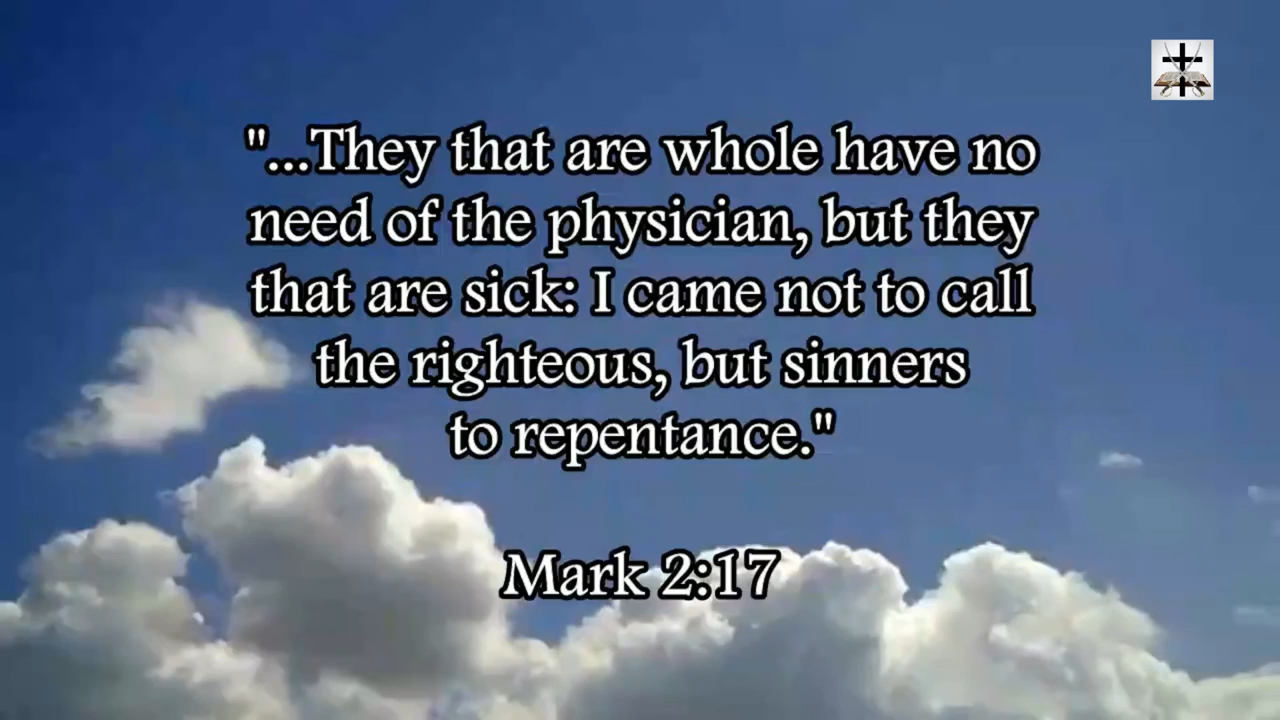 "...They that are whole have no
need of the physician, but they
that are sick: I came not to call
the righteous, but sinners
to repentance."
Mark 2:17